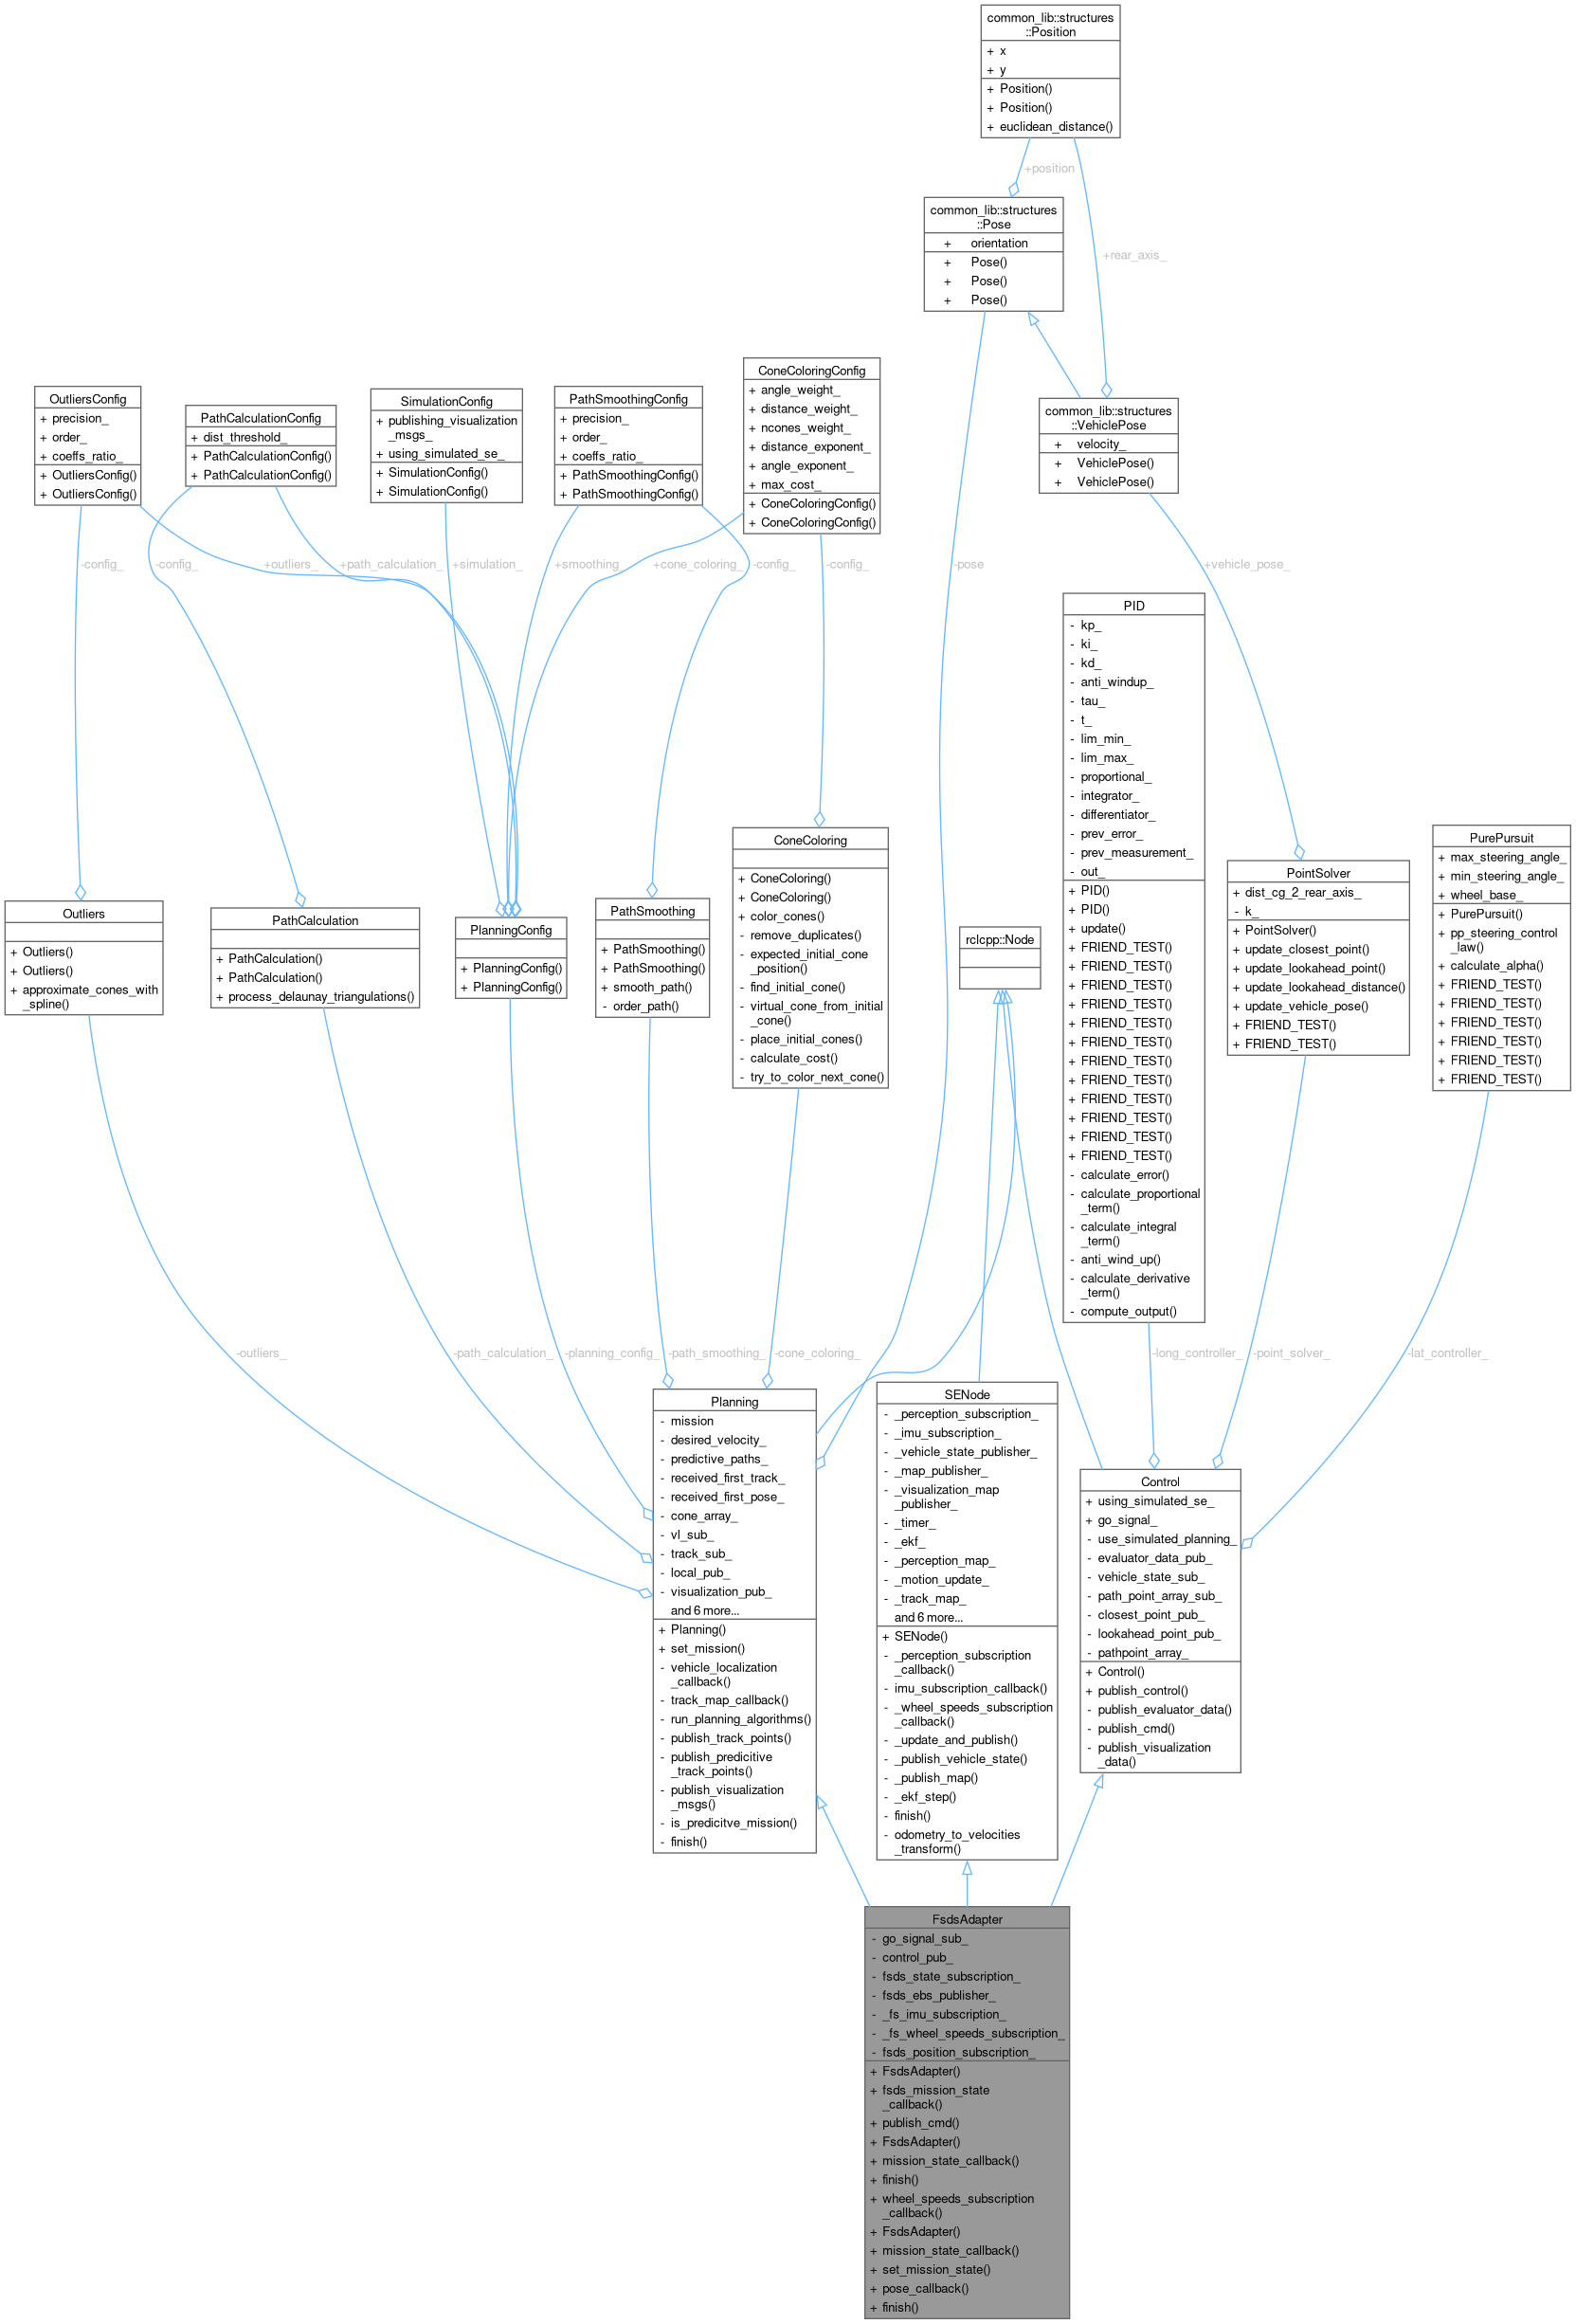 common_lib::structures
::Position
+ x
+ y
+ Position()
+ Position()
+ euclidean_distance()
+position
common_lib::structures
::Pose
+ orientation
+ Pose()
+ Pose()
+ Pose()
+rear_axis_
common_lib::structures
::VehiclePose
+ velocity_
+ VehiclePose()
+ VehiclePose()
OutliersConfig
+ precision_
+ order_
+ coeffs_ratio_
+ OutliersConfig()
+ OutliersConfig()
PathCalculationConfig
+ dist_threshold_
+ PathCalculationConfig()
+ PathCalculationConfig()
SimulationConfig
+ publishing_visualization
_msgs_
+ using_simulated_se_
+ SimulationConfig()
+ SimulationConfig()
PathSmoothingConfig
+ precision_
+ order_
+ coeffs_ratio_
+ PathSmoothingConfig()
+ PathSmoothingConfig()
ConeColoringConfig
+ angle_weight_
+ distance_weight_
+ ncones_weight_
+ distance_exponent_
+ angle_exponent_
+ max_cost_
+ ConeColoringConfig()
+ ConeColoringConfig()
-config_
-config_
+outliers_
+path_calculation_
+simulation_
+smoothing_
+cone_coloring_
-config_
-config_
-pose
+vehicle_pose_
PID
- kp_
- ki_
- kd_
- anti_windup_
- tau_
- t_
- lim_min_
- lim_max_
- proportional_
- integrator_
- differentiator_
- prev_error_
- prev_measurement_
- out_
+ PID()
+ PID()
+ update()
+ FRIEND_TEST()
+ FRIEND_TEST()
+ FRIEND_TEST()
+ FRIEND_TEST()
+ FRIEND_TEST()
+ FRIEND_TEST()
+ FRIEND_TEST()
+ FRIEND_TEST()
+ FRIEND_TEST()
+ FRIEND_TEST()
+ FRIEND_TEST()
+ FRIEND_TEST()
- calculate_error()
- calculate_proportional
_term()
- calculate_integral
_term()
- anti_wind_up()
- calculate_derivative
_term()
- compute_output()
Outliers
+ Outliers()
+ Outliers()
+ approximate_cones_with
_spline()
PathCalculation
+ PathCalculation()
+ PathCalculation()
+ process_delaunay_triangulations()
PlanningConfig
+ PlanningConfig()
+ PlanningConfig()
PathSmoothing
+ PathSmoothing()
+ PathSmoothing()
+ smooth_path()
- order_path()
ConeColoring
+ ConeColoring()
+ ConeColoring()
+ color_cones()
- remove_duplicates()
- expected_initial_cone
_position()
- find_initial_cone()
- virtual_cone_from_initial
_cone()
- place_initial_cones()
- calculate_cost()
- try_to_color_next_cone()
rclcpp::Node
PointSolver
+ dist_cg_2_rear_axis_
- k_
+ PointSolver()
+ update_closest_point()
+ update_lookahead_point()
+ update_lookahead_distance()
+ update_vehicle_pose()
+ FRIEND_TEST()
+ FRIEND_TEST()
PurePursuit
+ max_steering_angle_
+ min_steering_angle_
+ wheel_base_
+ PurePursuit()
+ pp_steering_control
_law()
+ calculate_alpha()
+ FRIEND_TEST()
+ FRIEND_TEST()
+ FRIEND_TEST()
+ FRIEND_TEST()
+ FRIEND_TEST()
+ FRIEND_TEST()
-outliers_
-path_calculation_
-planning_config_
-path_smoothing_
-cone_coloring_
-long_controller_
-point_solver_
-lat_controller_
Planning
- mission
- desired_velocity_
- predictive_paths_
- received_first_track_
- received_first_pose_
- cone_array_
- vl_sub_
- track_sub_
- local_pub_
- visualization_pub_
and 6 more...
+ Planning()
+ set_mission()
- vehicle_localization
_callback()
- track_map_callback()
- run_planning_algorithms()
- publish_track_points()
- publish_predicitive
_track_points()
- publish_visualization
_msgs()
- is_predicitve_mission()
- finish()
SENode
- _perception_subscription_
- _imu_subscription_
- _vehicle_state_publisher_
- _map_publisher_
- _visualization_map
_publisher_
- _timer_
- _ekf_
- _perception_map_
- _motion_update_
- _track_map_
and 6 more...
+ SENode()
- _perception_subscription
_callback()
- imu_subscription_callback()
- _wheel_speeds_subscription
_callback()
- _update_and_publish()
- _publish_vehicle_state()
- _publish_map()
- _ekf_step()
- finish()
- odometry_to_velocities
_transform()
Control
+ using_simulated_se_
+ go_signal_
- use_simulated_planning_
- evaluator_data_pub_
- vehicle_state_sub_
- path_point_array_sub_
- closest_point_pub_
- lookahead_point_pub_
- pathpoint_array_
+ Control()
+ publish_control()
- publish_evaluator_data()
- publish_cmd()
- publish_visualization
_data()
FsdsAdapter
- go_signal_sub_
- control_pub_
- fsds_state_subscription_
- fsds_ebs_publisher_
- _fs_imu_subscription_
- _fs_wheel_speeds_subscription_
- fsds_position_subscription_
+ FsdsAdapter()
+ fsds_mission_state
_callback()
+ publish_cmd()
+ FsdsAdapter()
+ mission_state_callback()
+ finish()
+ wheel_speeds_subscription
_callback()
+ FsdsAdapter()
+ mission_state_callback()
+ set_mission_state()
+ pose_callback()
+ finish()